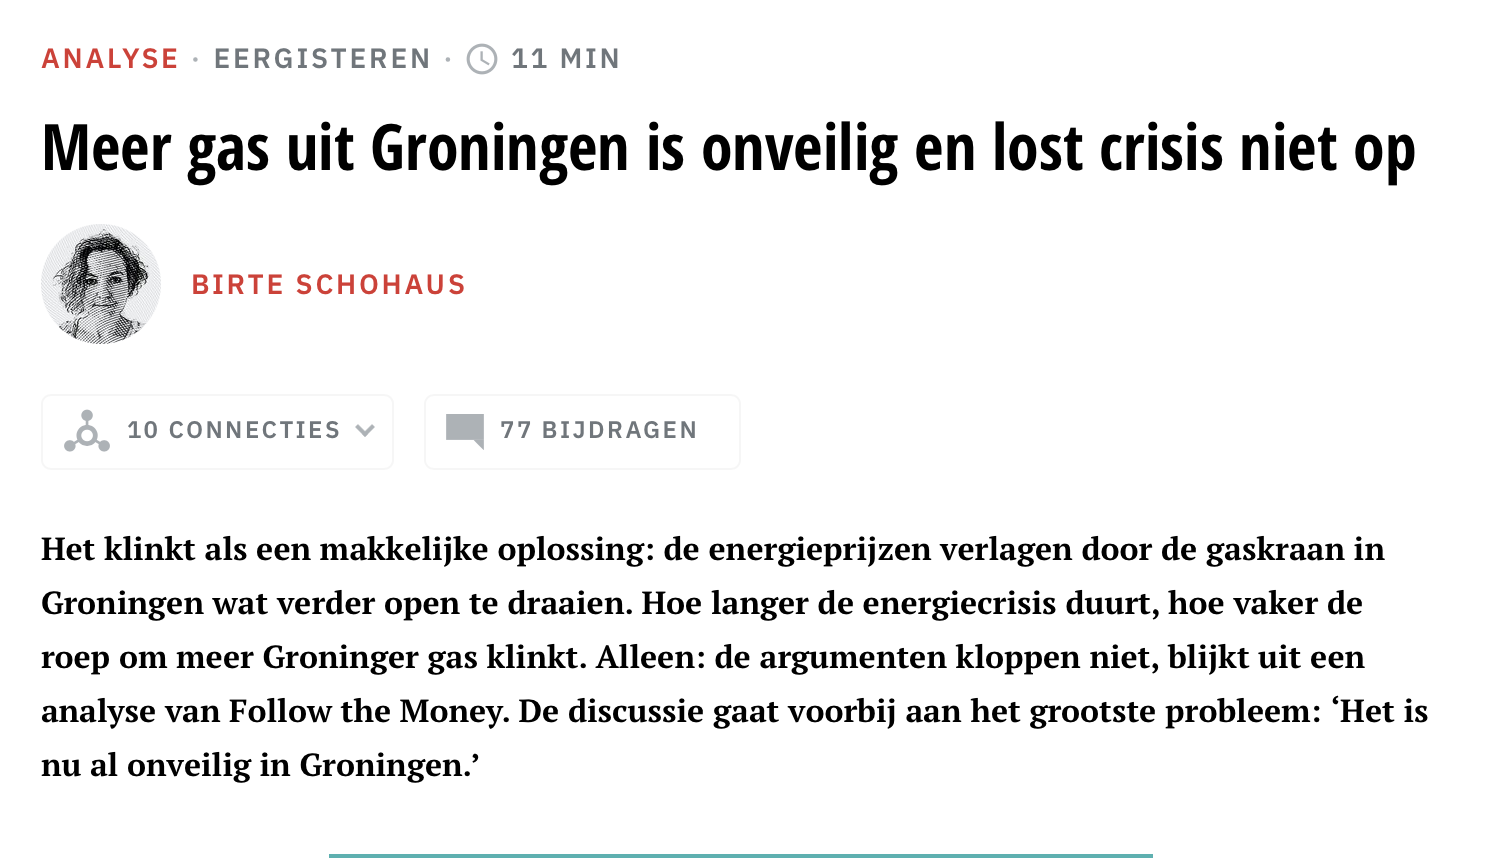 ANALYSE · EERGISTEREN · 11 MIN
Meer gas uit Groningen is onveilig en lost crisis niet op
BIRTE SCHOHAUS
10 CONNECTIES
77 BIJDRAGEN
Het klinkt als een makkelijke oplossing: de energieprijzen verlagen door de gaskraan in
Groningen wat verder open te draaien. Hoe langer de energiecrisis duurt, hoe vaker de
roep om meer Groninger gas klinkt. Alleen: de argumenten kloppen niet, blijkt uit een
analyse van Follow the Money. De discussie gaat voorbij aan het grootste probleem: ‘Het is
nu al onveilig in Groningen.’